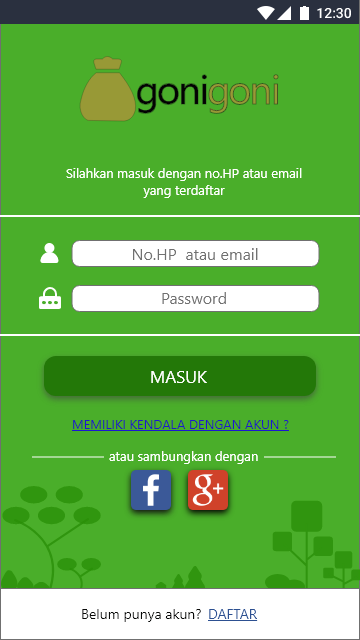 12:30
gonigoni
Silahkan masuk dengan no.HP atau email
yang terdaftar
No.HP atau email
Password
MASUK
MEMILIKI KENDALA DENGAN AKUN ?
atau sambungkan dengan
f g+
Belum punya akun? DAFTAR